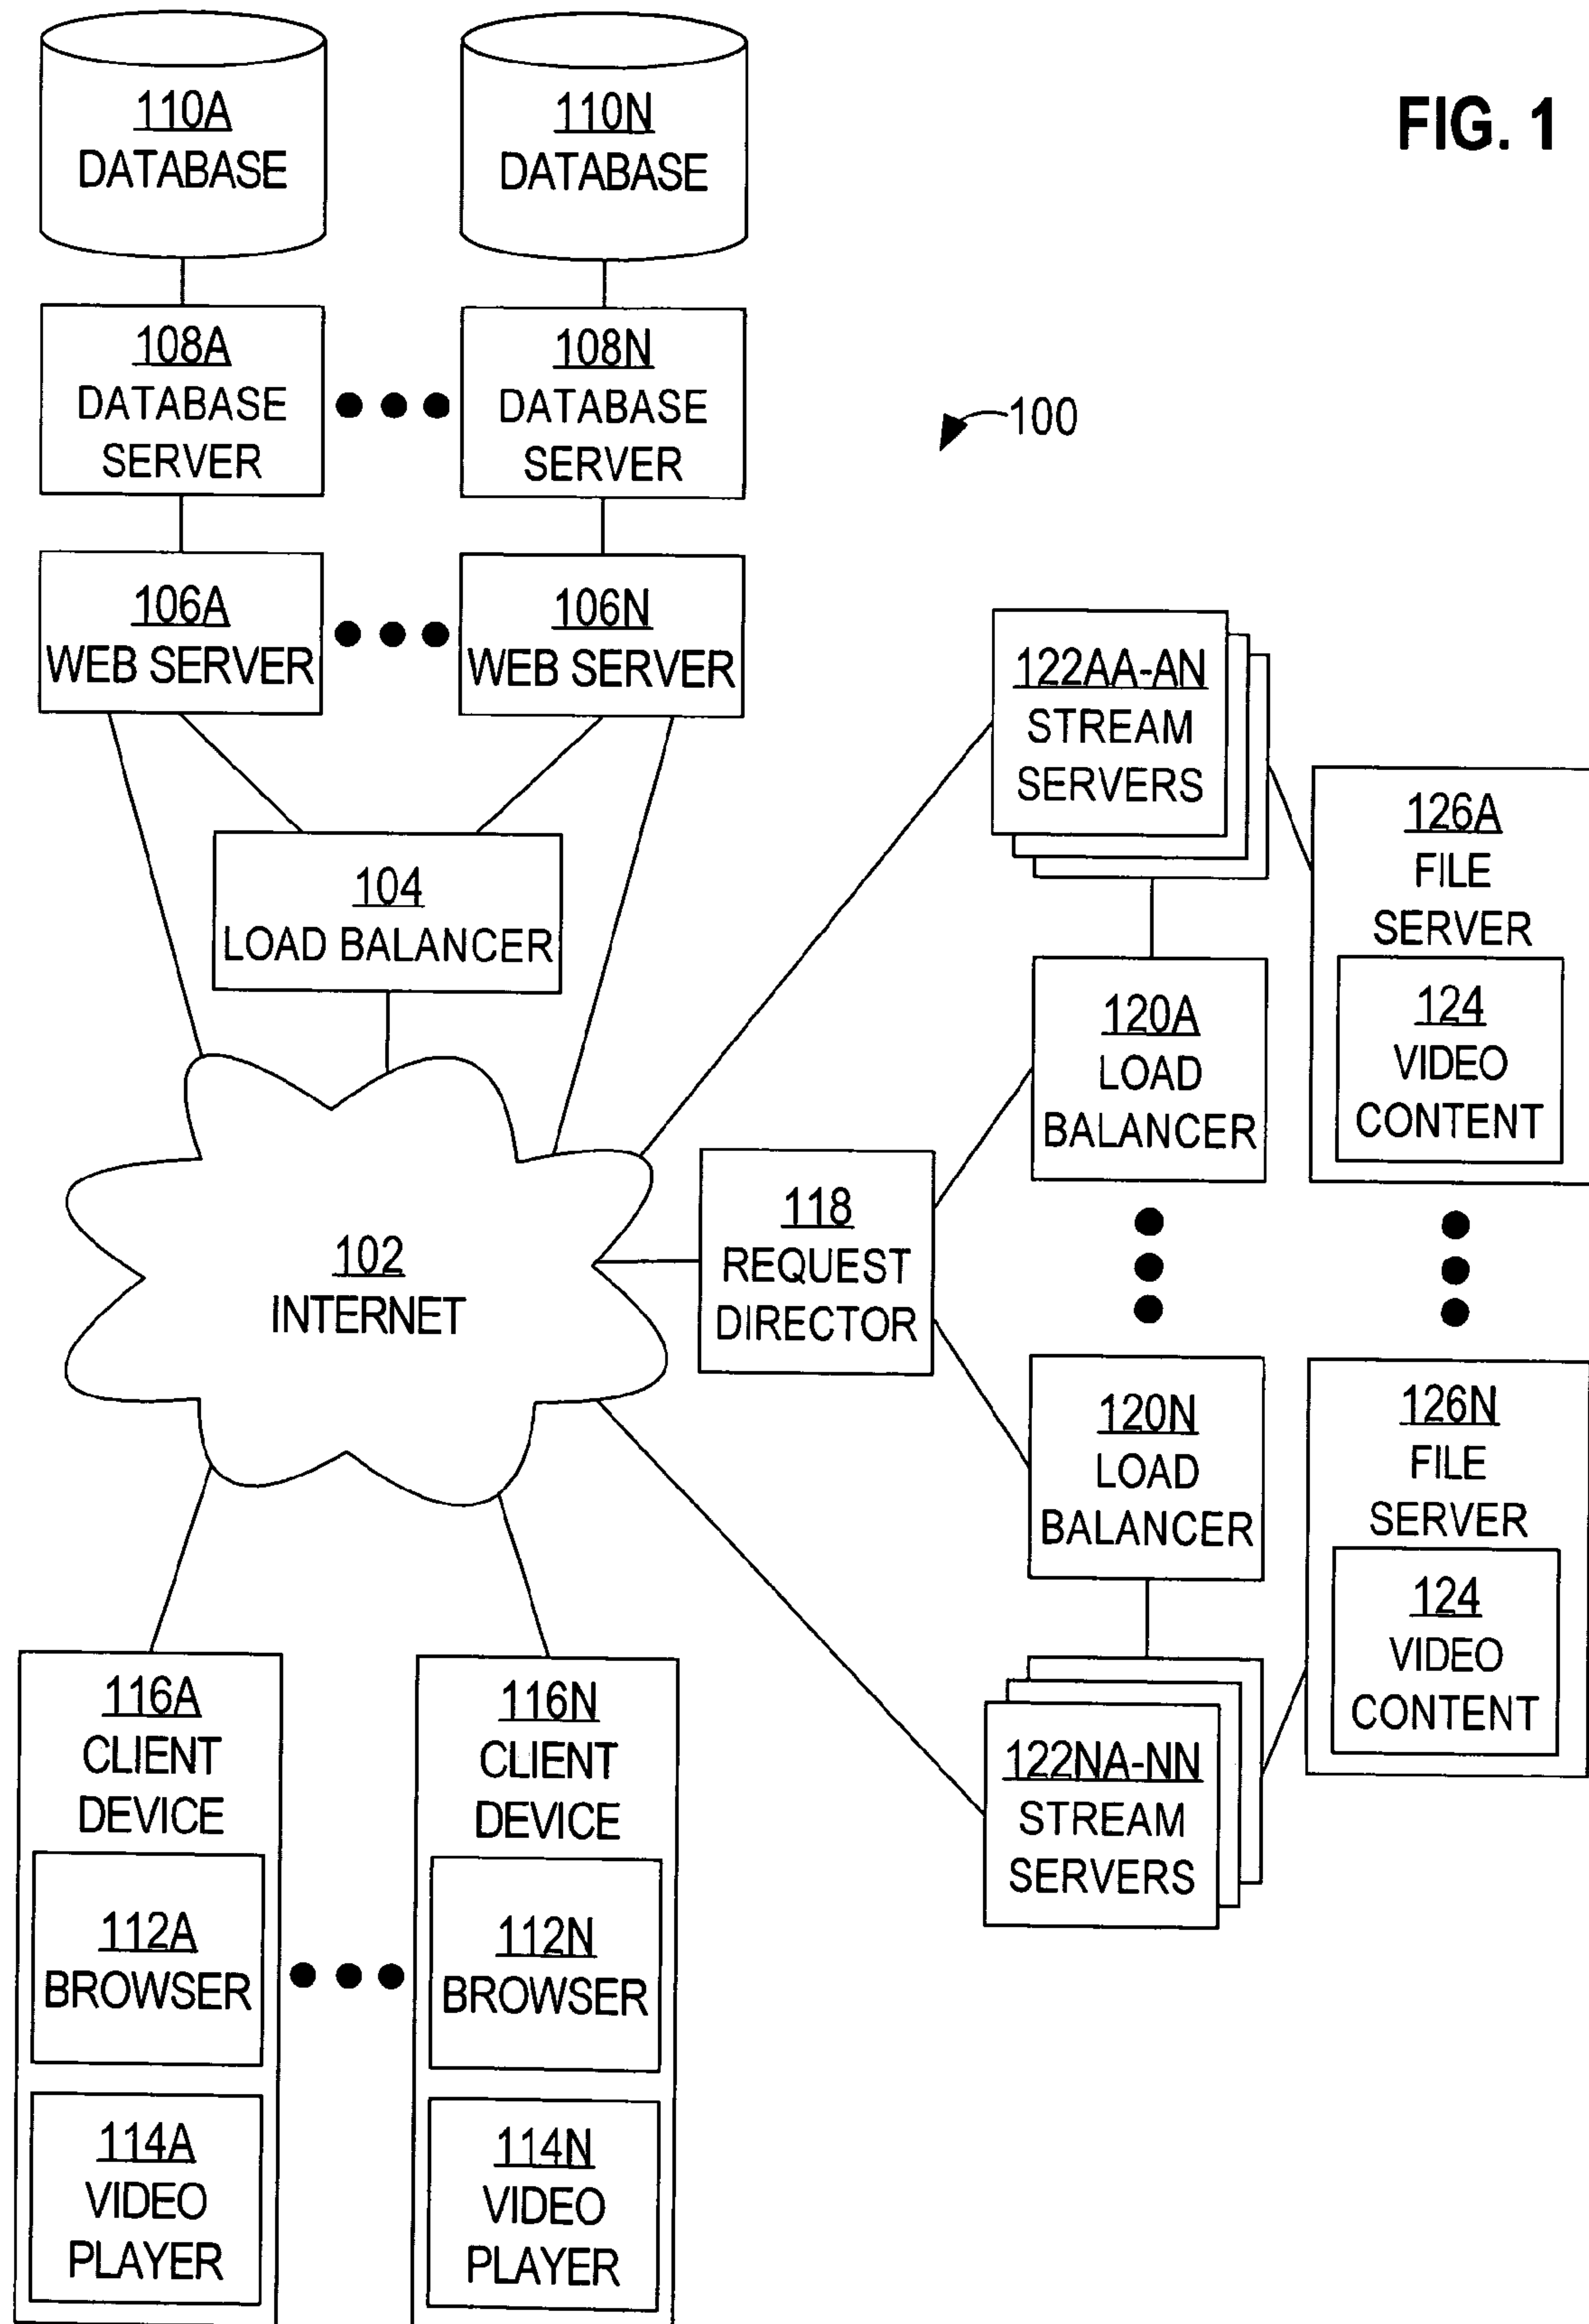 FIG. 1
110A
DATABASE
110N
DATABASE
108A
DATABASE
SERVER
108N
DATABASE
SERVER
100
106A
WEB SERVER
106N
WEB SERVER
104
LOAD BALANCER
122AA-AN
STREAM
SERVERS
126A
FILE
SERVER
124
VIDEO
CONTENT
120A
LOAD
BALANCER
102
INTERNET
118
REQUEST
DIRECTOR
120N
LOAD
BALANCER
126N
FILE
SERVER
124
VIDEO
CONTENT
122NA-NN
STREAM
SERVERS
116A
CLIENT
DEVICE
112A
BROWSER
114A
VIDEO
PLAYER
116N
CLIENT
DEVICE
112N
BROWSER
114N
VIDEO
PLAYER